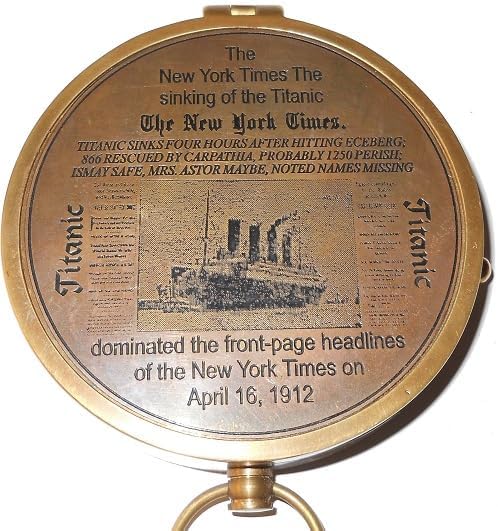 The
New York Times The
sinking of the Titanic
The New York Times.
TITANIC SINKS FOUR HOURS AFTER HITTING ECEBERG;
866 RESCUED BY CARPATHIA, PROBABLY 1250 PERISH;
ISMAY SAFE, MRS. ASTOR MAYBE, NOTED NAMES MISSING
Titanic
Titanic
dominated the front-page headlines
of the New York Times on
April 16, 1912